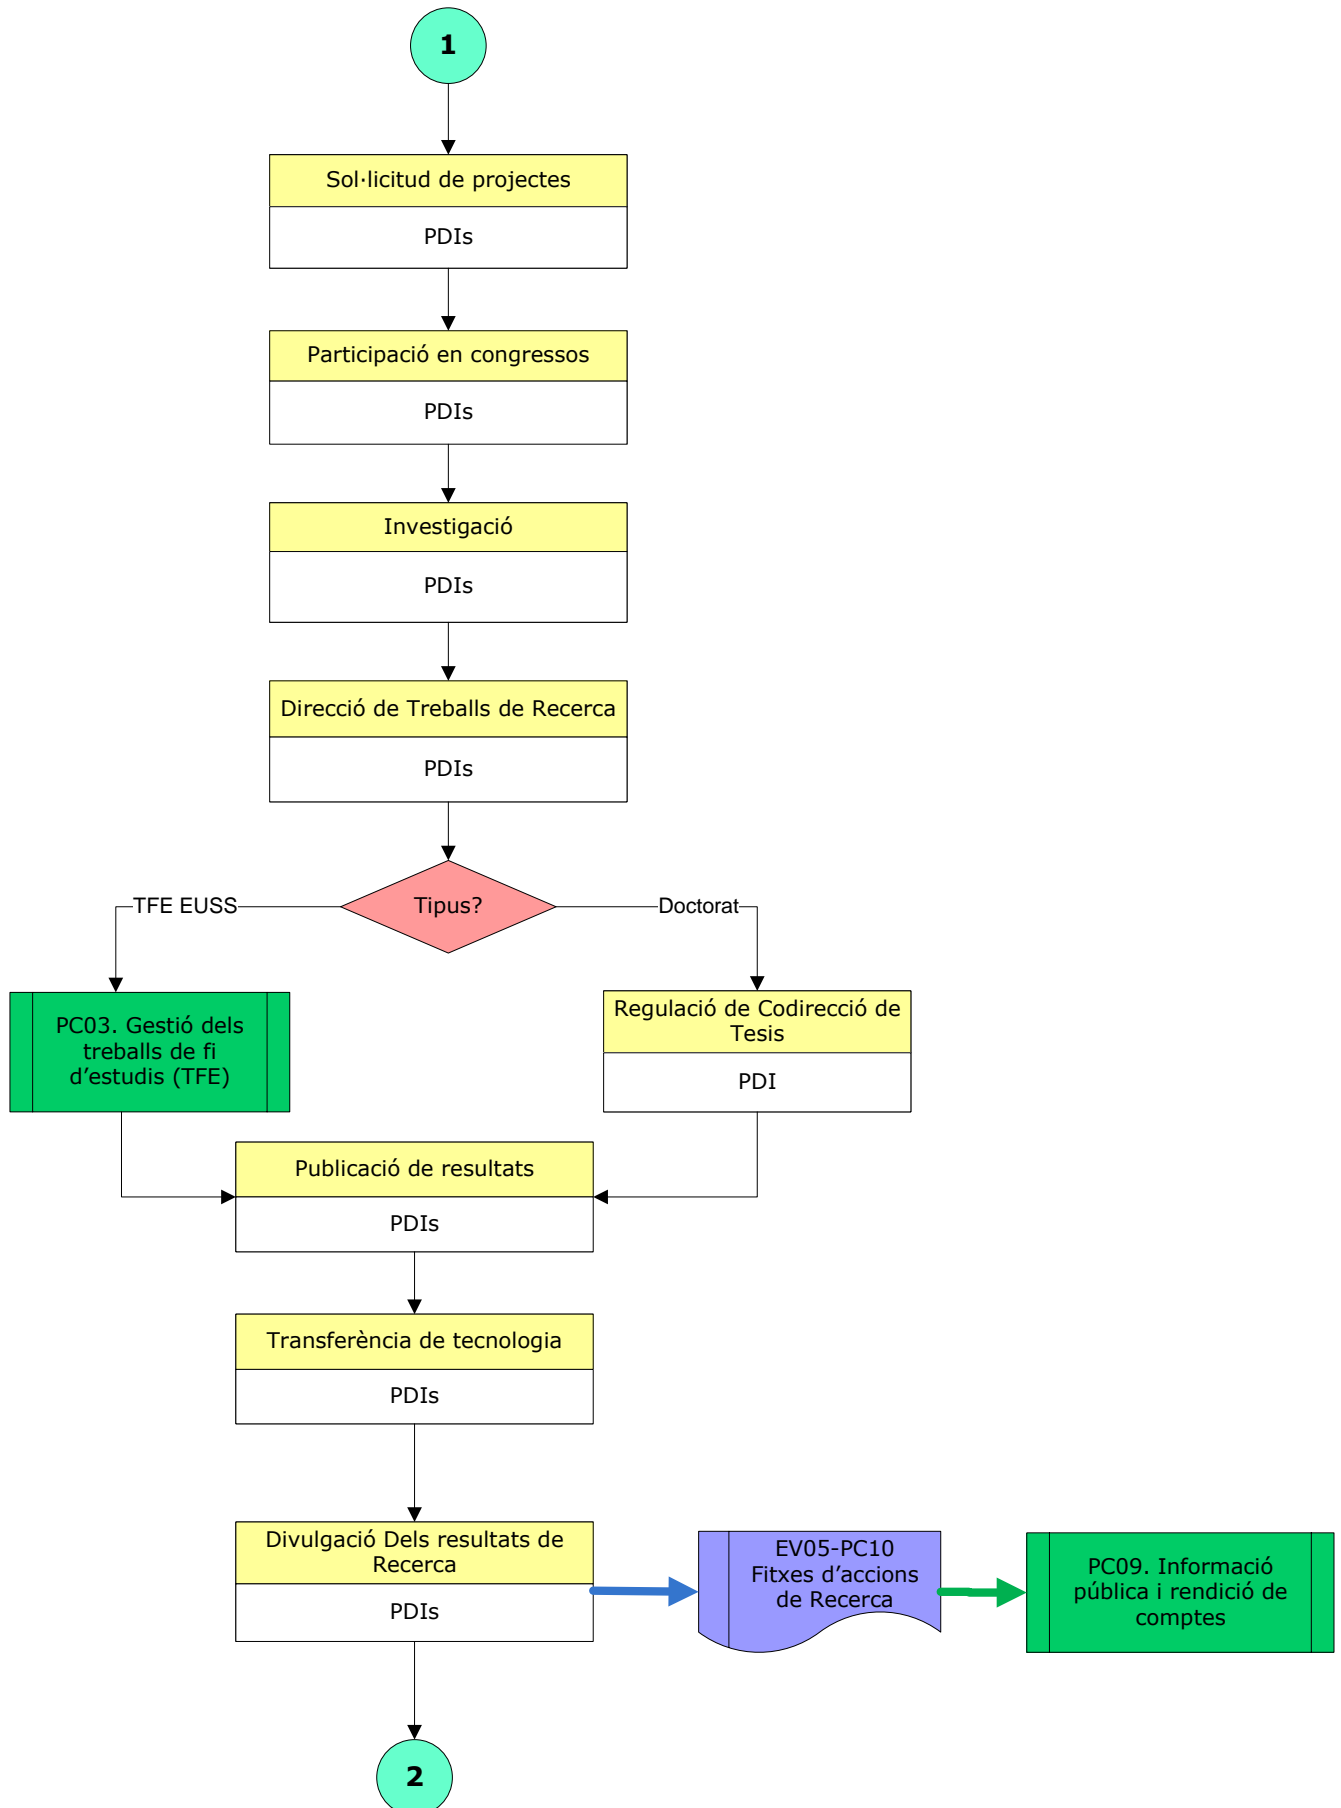 1
Sol·licitud de projectes
PDIs
Participació en congressos
PDIs
Investigació
PDIs
Direcció de Treballs de Recerca
PDIs
Tipus?
TFE EUSS
Doctorat
PC03. Gestió dels
treballs de fi
d’estudis (TFE)
Regulació de Codirecció de
Tesis
PDI
Publicació de resultats
PDIs
Transferència de tecnologia
PDIs
Divulgació Dels resultats de
Recerca
PDIs
EV05-PC10
Fitxes d’accions
de Recerca
PC09. Informació
pública i rendició de
comptes
2